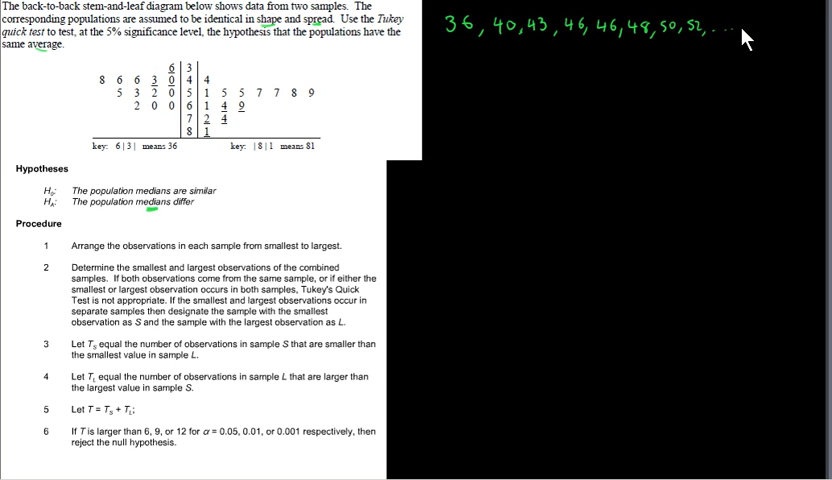 The back-to-back stem-and-leaf diagram below shows data from two samples. The
corresponding populations are assumed to be identical in shape and spread. Use the Tukey
quick test to test, at the 5% significance level, the hypothesis that the populations have the
same average.
36, 40, 43, 46, 46, 48, 50, 52, ....
6 | 3 |
8 6 6 3 0 | 4 | 4
5 3 2 0 | 5 | 1 5 5 7 7 8 9
2 0 0 | 6 | 1 4 9
| 7 | 2 4
| 8 | 1
key: 6|3| means 36 key: |8|1 means 81
Hypotheses
H₀: The population medians are similar
Hₐ: The population medians differ
Procedure
1 Arrange the observations in each sample from smallest to largest.
2 Determine the smallest and largest observations of the combined
samples. If both observations come from the same sample, or if either the
smallest or largest observation occurs in both samples, Tukey's Quick
Test is not appropriate. If the smallest and largest observations occur in
separate samples then designate the sample with the smallest
observation as S and the sample with the largest observation as L.
3 Let Tₛ equal the number of observations in sample S that are smaller than
the smallest value in sample L.
4 Let T_L equal the number of observations in sample L that are larger than
the largest value in sample S.
5 Let T = Tₛ + T_L;
6 If T is larger than 6, 9, or 12 for α = 0.05, 0.01, or 0.001 respectively, then
reject the null hypothesis.